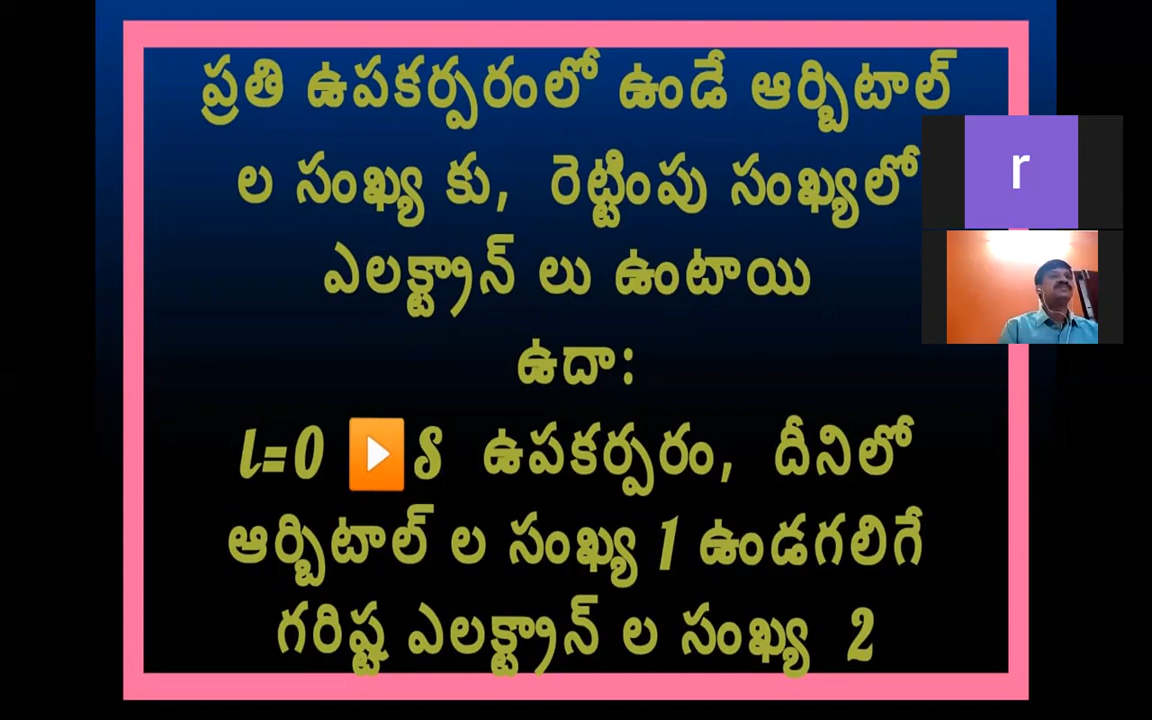 ప్రతి ఉపకర్పరంలో ఉండే ఆర్బిటాల్
ల సంఖ్య కు, రెట్టింపు సంఖ్యలో
ఎలక్ట్రాన్ లు ఉంటాయి
ఉదా:
l=0 ▶ S ఉపకర్పరం, దీనిలో
ఆర్బిటాల్ ల సంఖ్య 1 ఉండగలిగే
గరిష్ట ఎలక్ట్రాన్ ల సంఖ్య 2
r